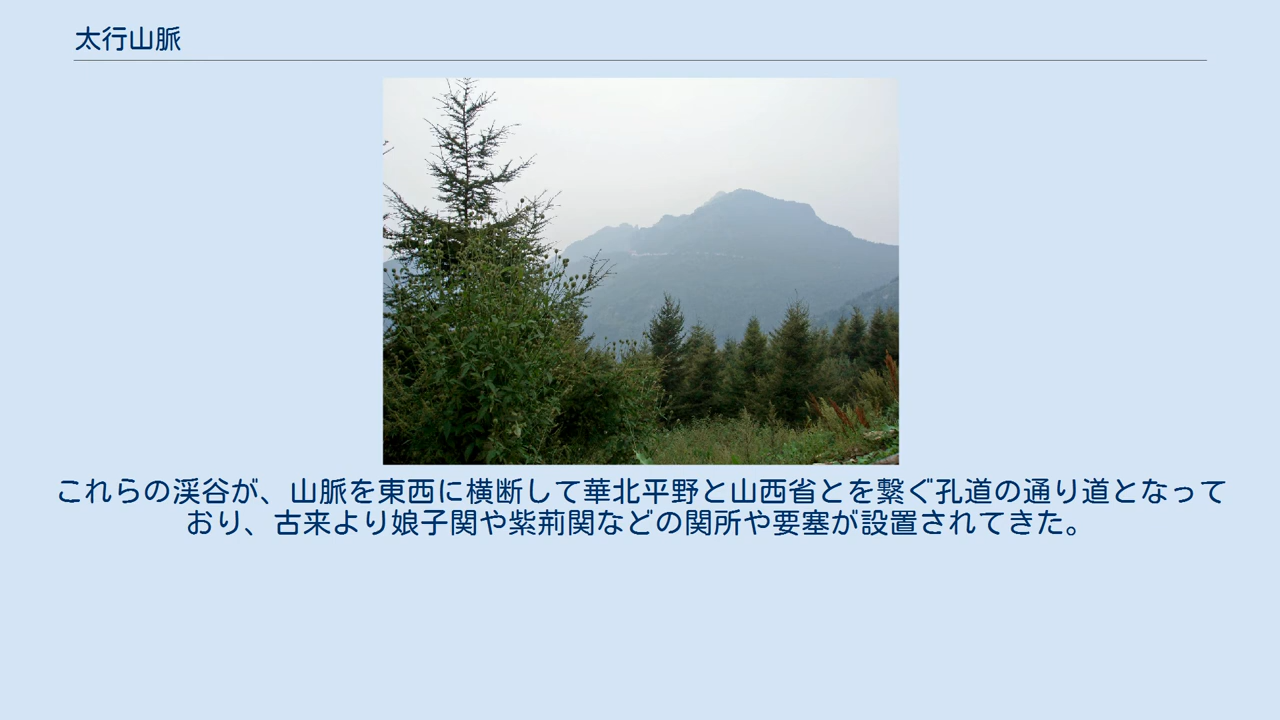 太行山脈
これらの渓谷が、山脈を東西に横断して華北平野と山西省とを繋ぐ孔道の通り道となって
おり、古来より娘子関や紫荊関などの関所や要塞が設置されてきた。